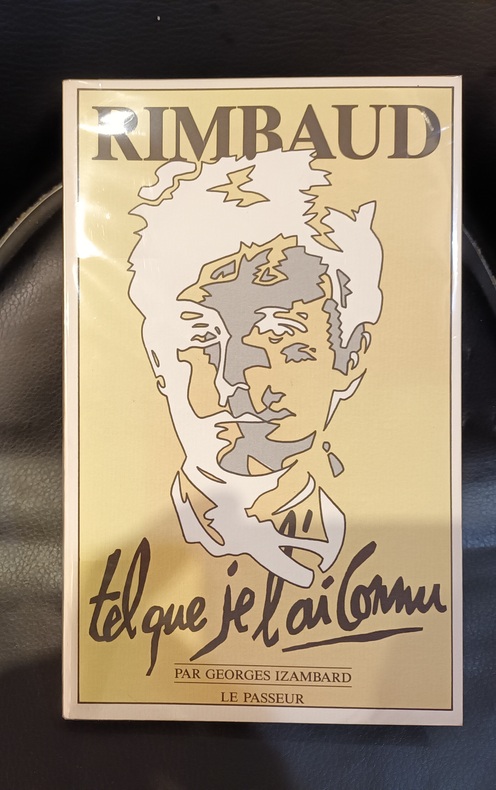 RIMBAUD
tel que je l'ai Connu
PAR GEORGES IZAMBARD
LE PASSEUR